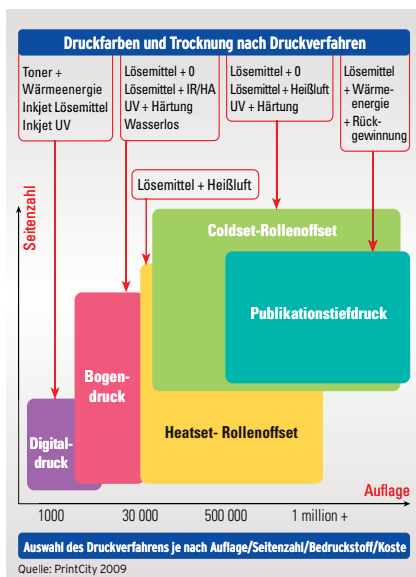 Druckfarben und Trocknung nach Druckverfahren
Toner +
Wärmeenergie
Inkjet Lösemittel
Inkjet UV
Lösemittel + 0
Lösemittel + IR/HA
UV + Härtung
Wasserlos
Lösemittel + 0
Lösemittel + Heißluft
UV + Härtung
Lösemittel
+ Wärme-
energie
+ Rück-
gewinnung
Lösemittel + Heißluft
Seitenzahl
Coldset-Rollenoffset
Publikationstiefdruck
Bogen-
druck
Heatset- Rollenoffset
Digital-
druck
Auflage
1000
30 000
500 000
1 million +
Auswahl des Druckverfahrens je nach Auflage/Seitenzahl/Bedruckstoff/Koste
Quelle: PrintCity 2009